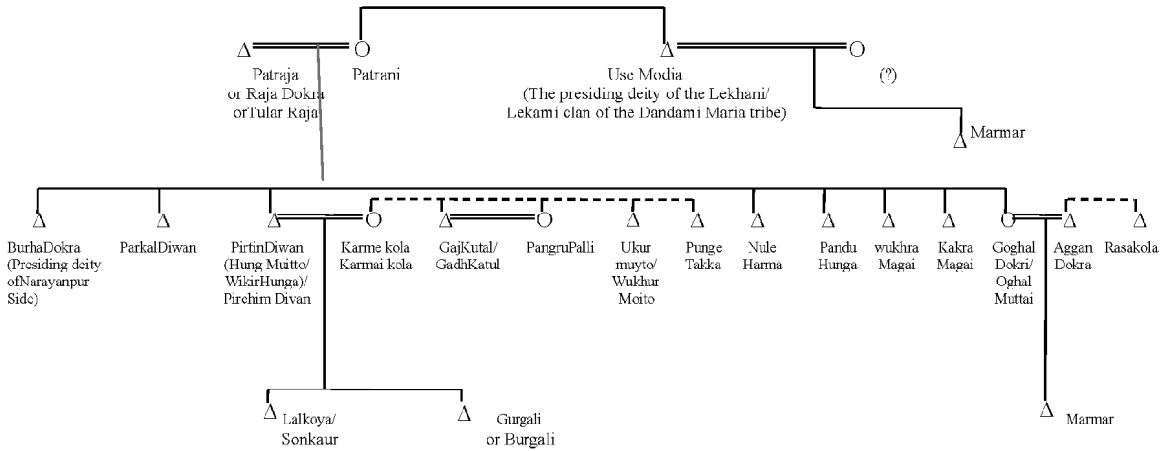 Patraja
or Raja Dokra
orTular Raja
Patrani
Use Modia
(The presiding deity of the Lekhani/
Lekami clan of the Dandami Maria tribe)
(?)
Marmar
BurhaDokra
(Presiding deity
ofNarayanpur
Side)
ParkalDiwan
PirtinDiwan
(Hung Muitto/
WikirHunga)/
Pirehim Divan
Karme kola
Karmai kola
GajKutal/
GadhKatul
PangruPalli
Ukur
muyto/
Wukhur
Moito
Punge
Takka
Nule
Harma
Pandu
Hunga
wukhra
Magai
Kakra
Magai
Goghal
Dokri/
Oghal
Muttai
Aggan
Dokra
Rasakola
Lalkoya/
Sonkaur
Gurgali
or Burgali
Marmar